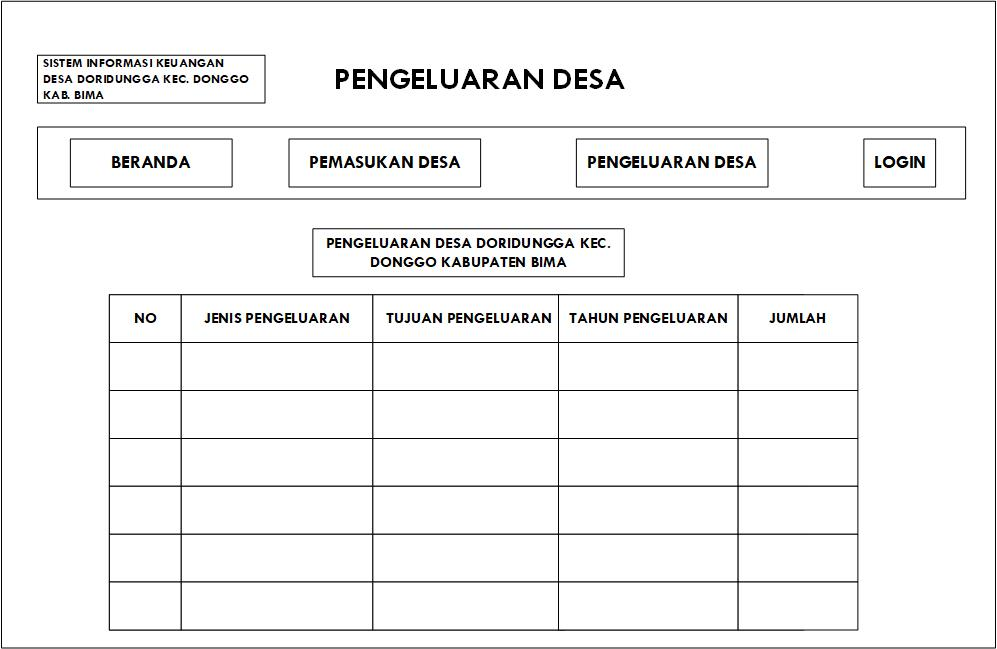 SISTEM INFORMASI KEUANGAN
DESA DORIDUNGGA KEC. DONGGO
KAB. BIMA
PENGELUARAN DESA
BERANDA
PEMASUKAN DESA
PENGELUARAN DESA
LOGIN
PENGELUARAN DESA DORIDUNGGA KEC.
DONGGO KABUPATEN BIMA
NO
JENIS PENGELUARAN
TUJUAN PENGELUARAN
TAHUN PENGELUARAN
JUMLAH